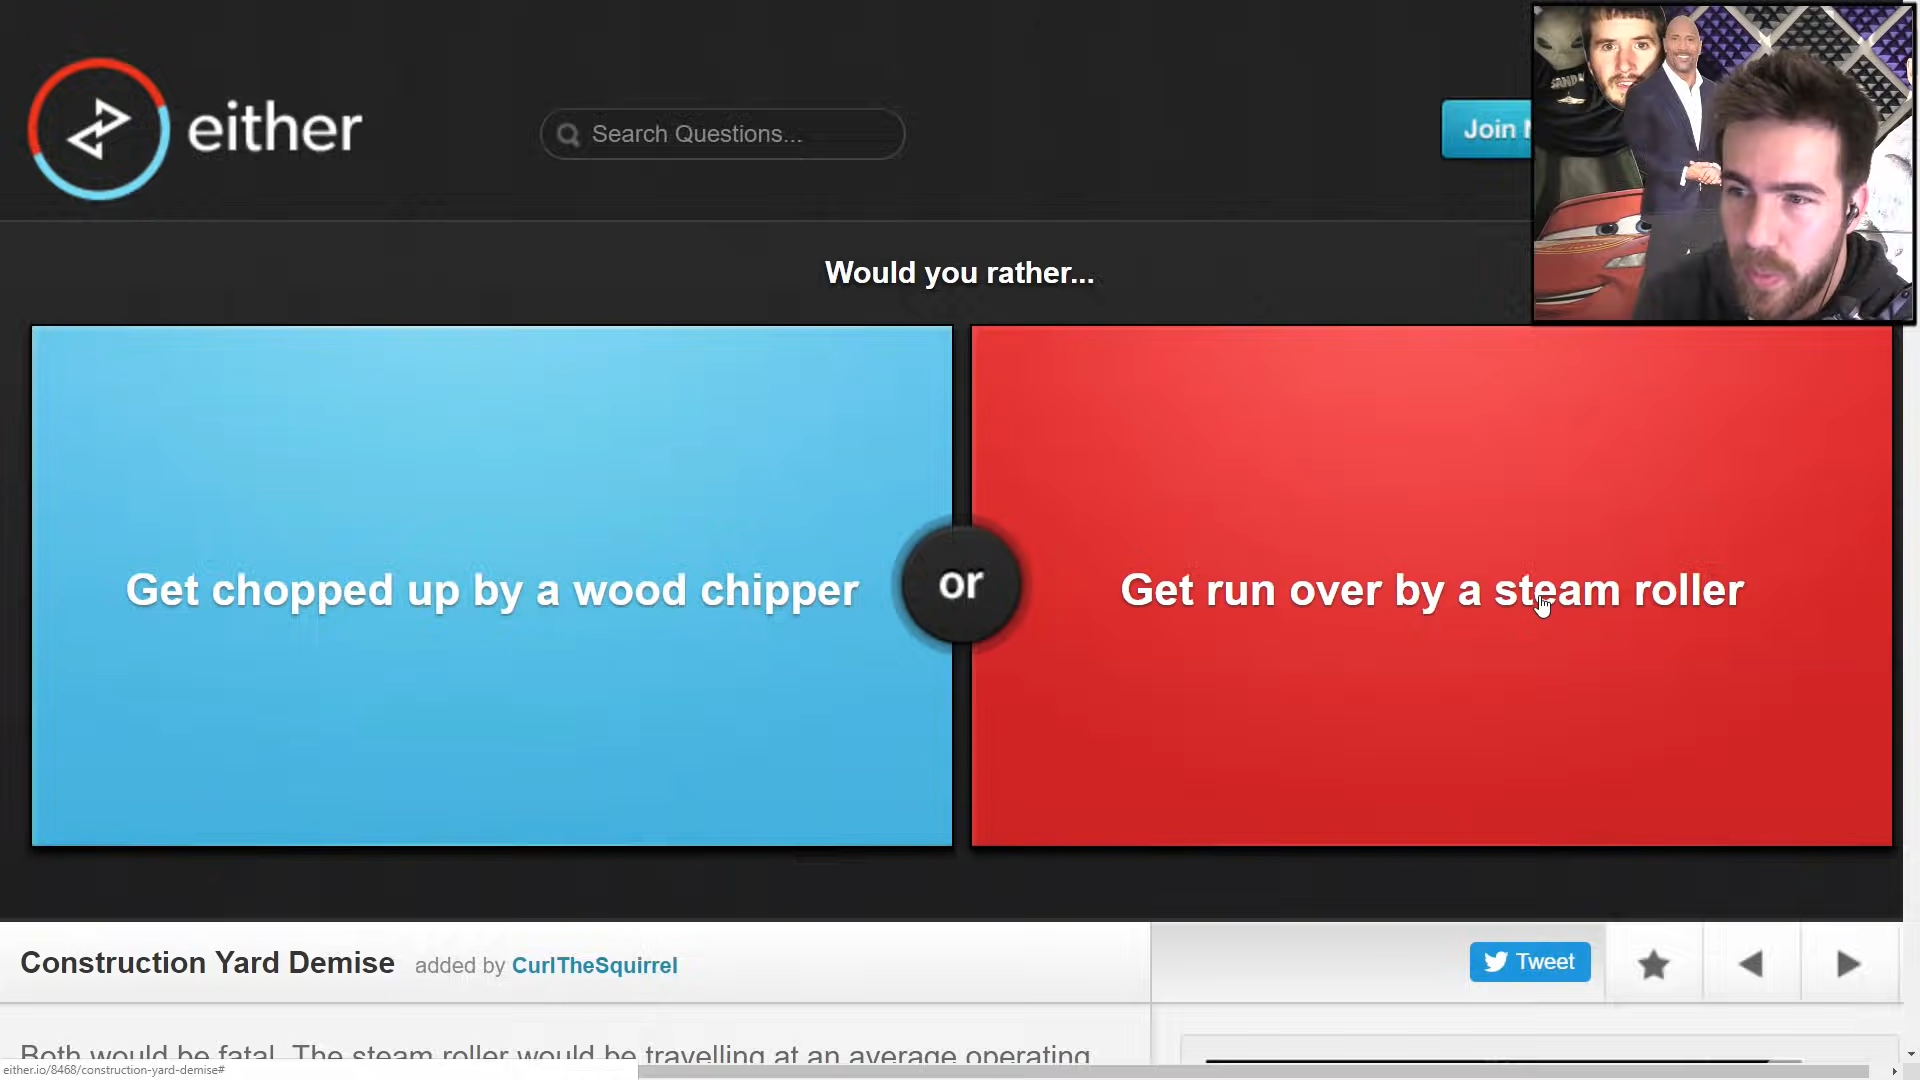 either
Search Questions...
Join
Would you rather...
Get chopped up by a wood chipper
or
Get run over by a steam roller
Construction Yard Demise added by CurlTheSquirrel
Tweet
Both would be fatal. The steam roller would be travelling at an average operating
either.io/8468/construction-yard-demise#